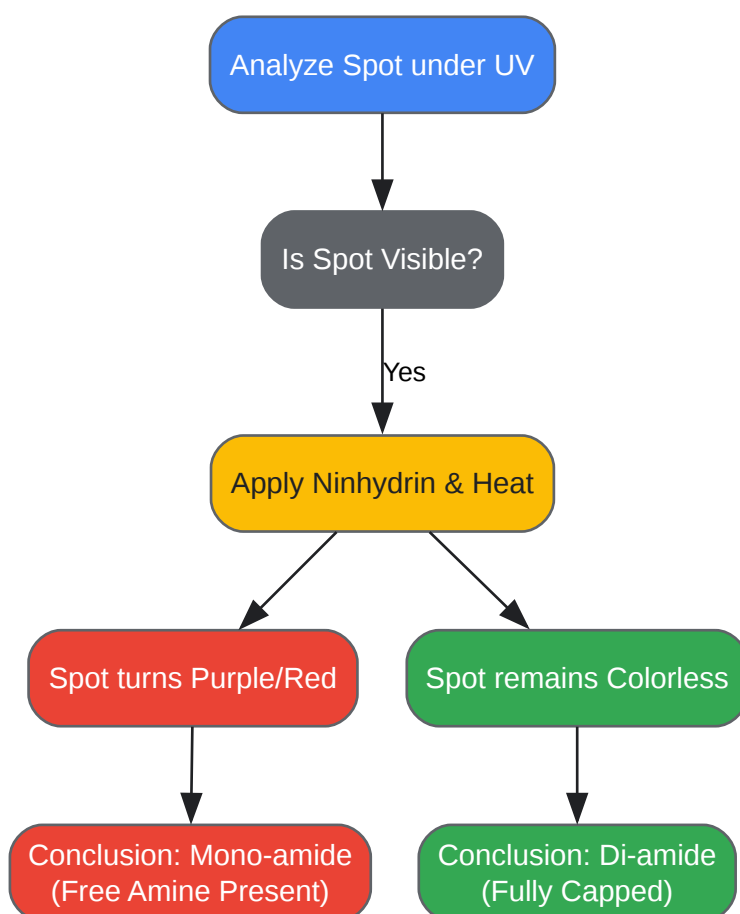 Analyze Spot under UV
Is Spot Visible?
Yes
Apply Ninhydrin & Heat
Spot turns Purple/Red
Spot remains Colorless
Conclusion: Mono-amide
(Free Amine Present)
Conclusion: Di-amide
(Fully Capped)